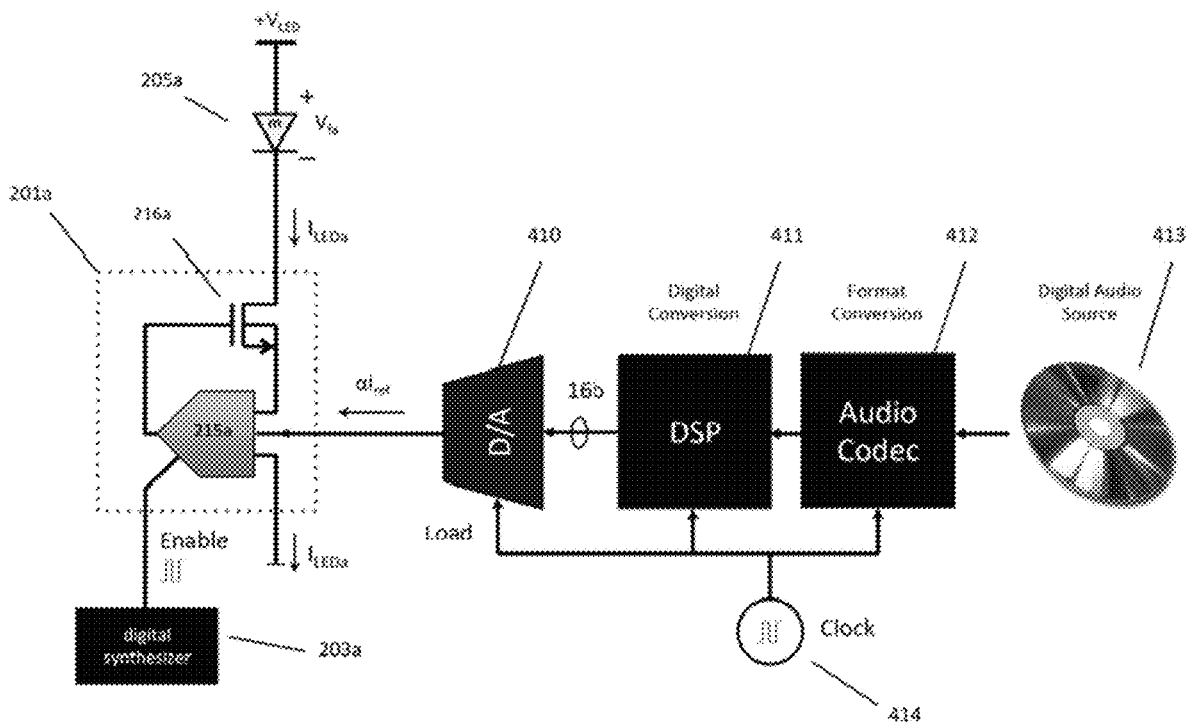 +V_LED
205a
+
m
V_fa
−
201a
216a
I_LEDa
410
411
412
413
Digital
Conversion
Format
Conversion
Digital Audio
Source
αi_ref
16b
D/A
DSP
Audio
Codec
215a
Load
Enable
I_LEDa
Clock
digital
synthesizer
203a
414